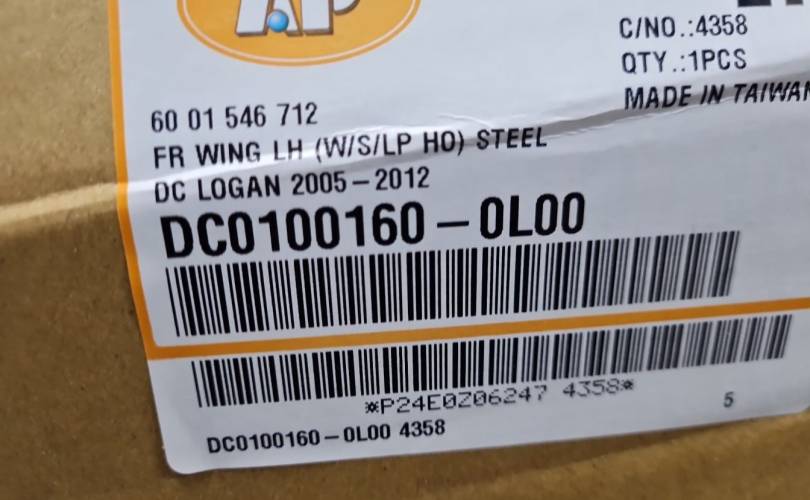 AP
C/NO.:4358
QTY.:1PCS
MADE IN TAIWAN
60 01 546 712
FR WING LH (W/S/LP HO) STEEL
DC LOGAN 2005-2012
DC0100160-0L00
*P24E0Z06247 4358*
5
DC0100160-0L00 4358